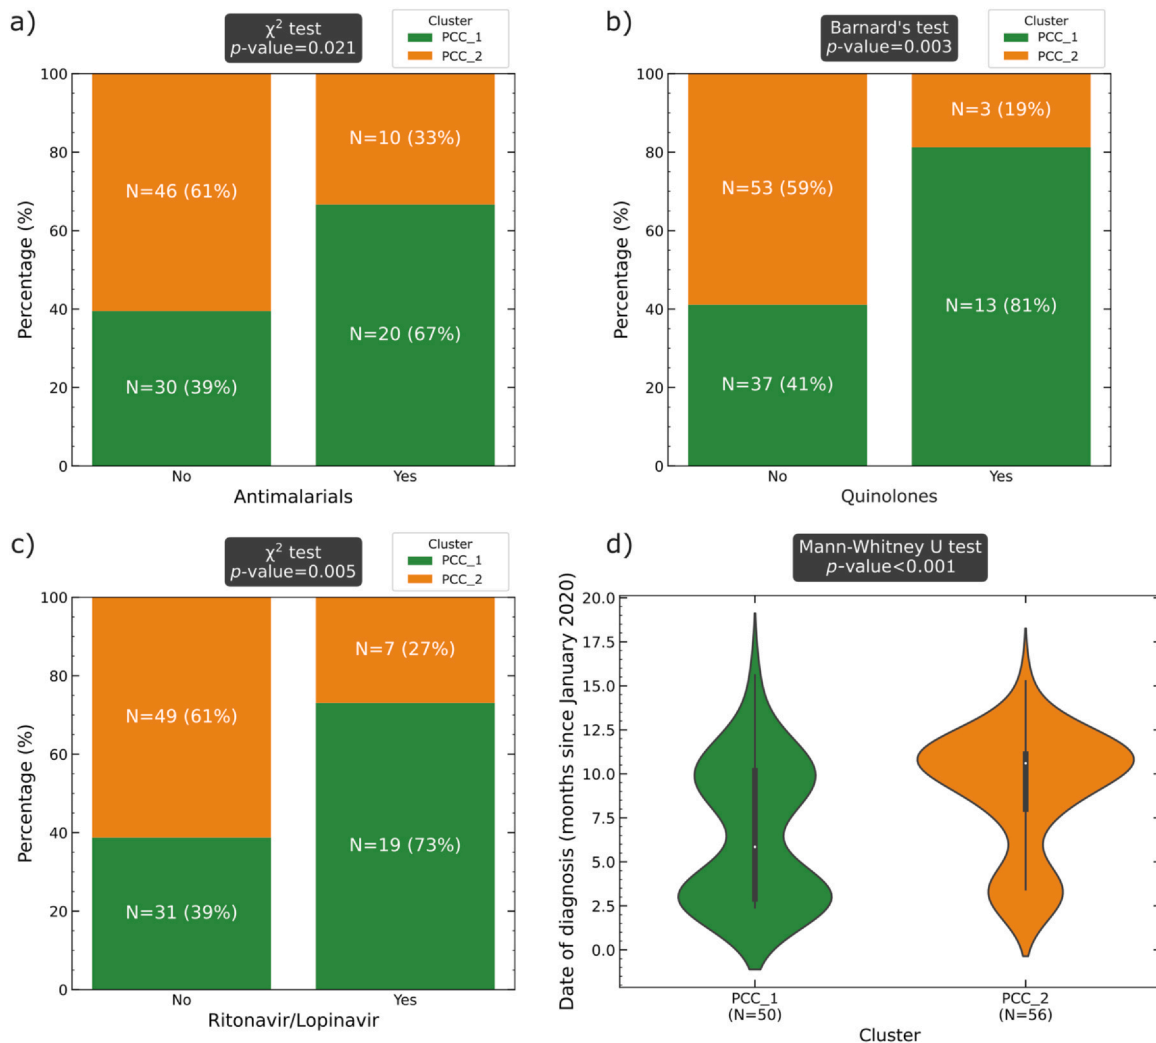 a)
χ² test
p-value=0.021
Cluster
PCC_1
PCC_2
Percentage (%)
100
80
60
40
20
0
N=46 (61%)
N=10 (33%)
N=30 (39%)
N=20 (67%)
No
Yes
Antimalarials
b)
Barnard's test
p-value=0.003
Cluster
PCC_1
PCC_2
Percentage (%)
100
80
60
40
20
0
N=53 (59%)
N=3 (19%)
N=37 (41%)
N=13 (81%)
No
Yes
Quinolones
c)
χ² test
p-value=0.005
Cluster
PCC_1
PCC_2
Percentage (%)
100
80
60
40
20
0
N=49 (61%)
N=7 (27%)
N=31 (39%)
N=19 (73%)
No
Yes
Ritonavir/Lopinavir
d)
Mann-Whitney U test
p-value<0.001
Date of diagnosis (months since January 2020)
20.0
17.5
15.0
12.5
10.0
7.5
5.0
2.5
0.0
PCC_1
(N=50)
PCC_2
(N=56)
Cluster